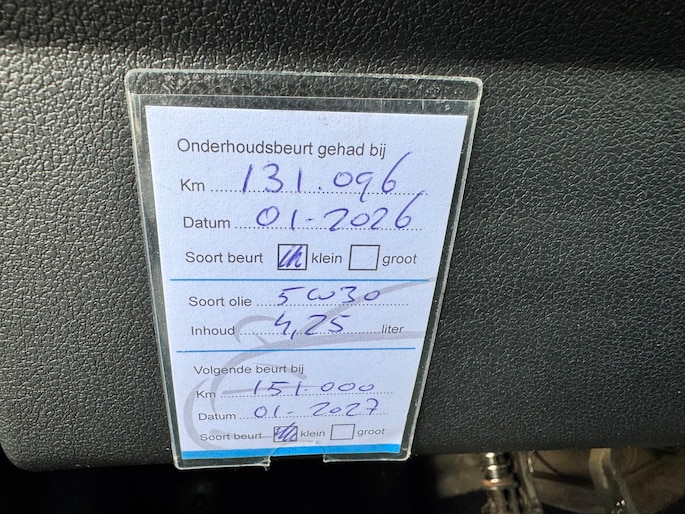 Onderhoudsbeurt gehad bij
Km 131.096
Datum 01-2026
Soort beurt klein groot
Soort olie 5W30
Inhoud 4,25 liter
Volgende beurt bij
Km 151.000
Datum 01-2027
Soort beurt klein groot